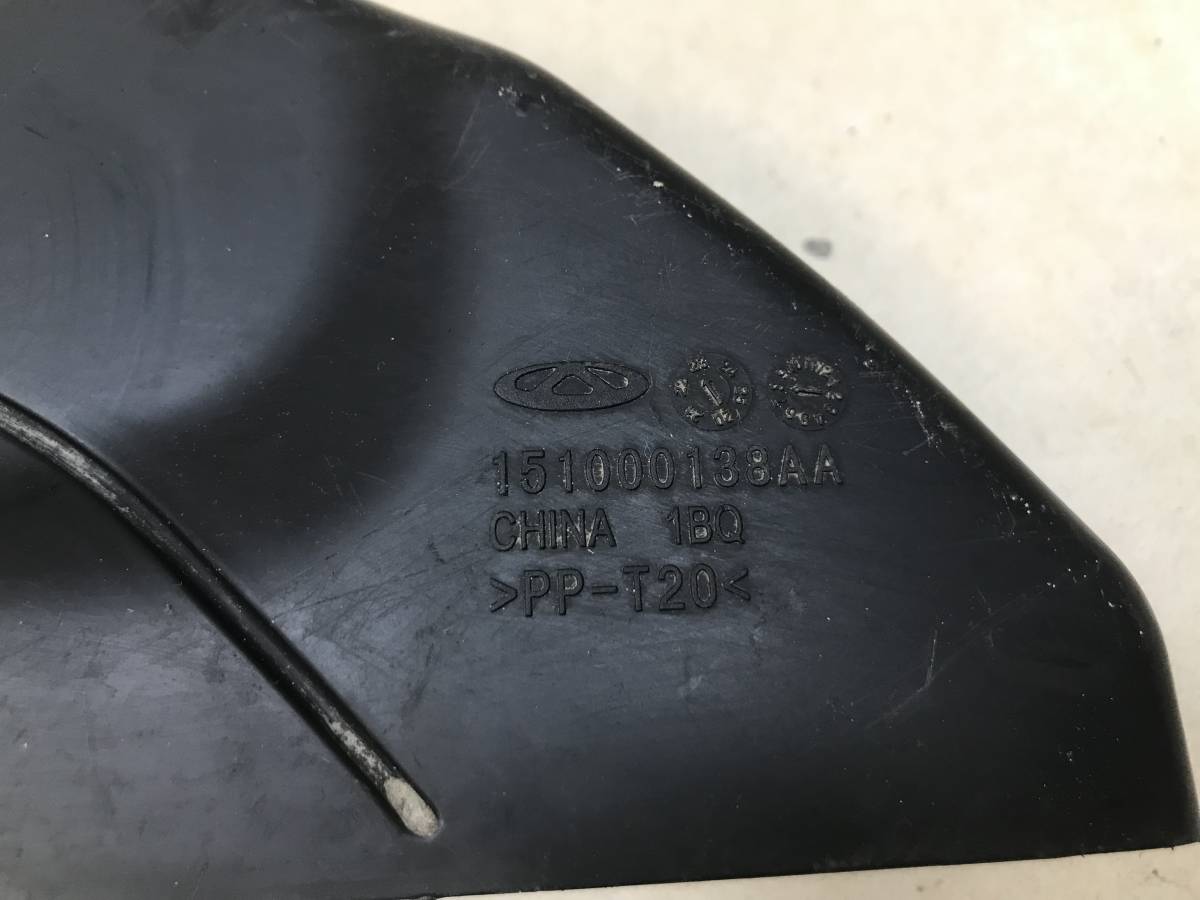 151000138AA
CHINA 1BQ
>PP-T20<